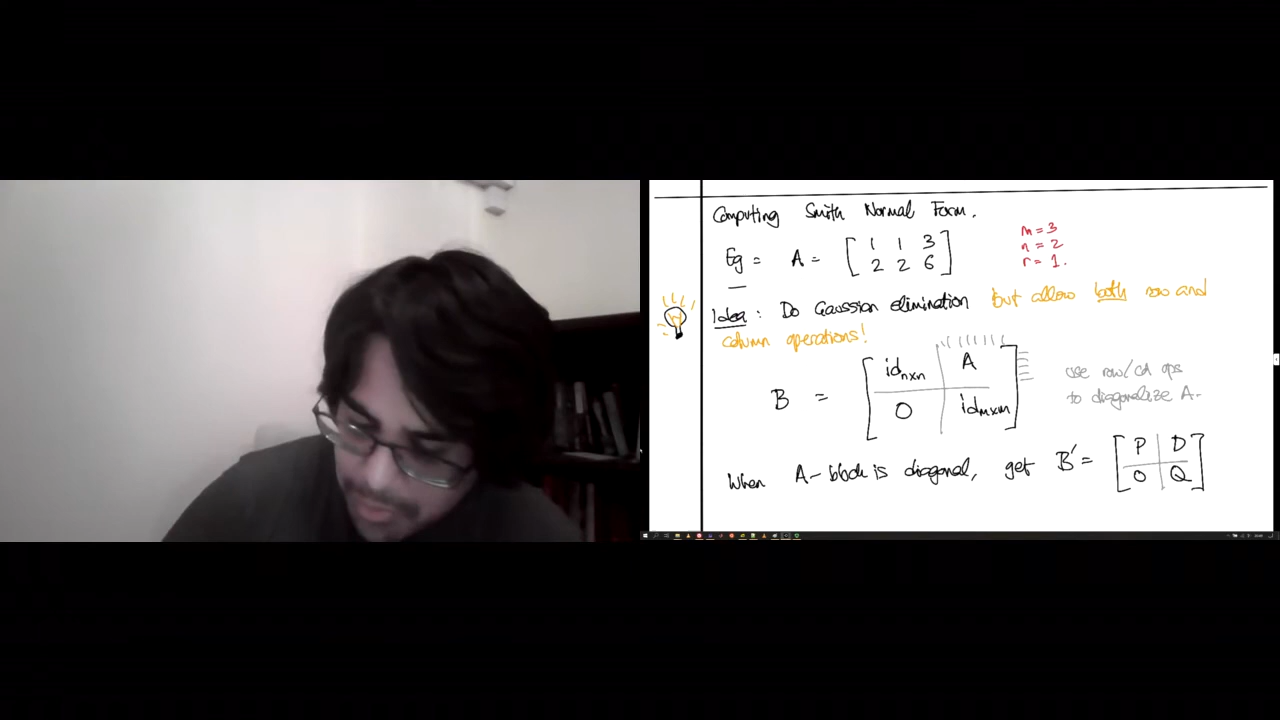 Computing Smith Normal Form.
Eg = A = [ 1 1 3
2 2 6 ]
m = 3
n = 2
r = 1.
Idea : Do Gaussian elimination but allow both row and
column operations!
B = [ id_{n×n} A
O id_{m×m} ]
use row/col ops
to diagonalize A.
When A-block is diagonal, get B' = [ P D
O Q ]